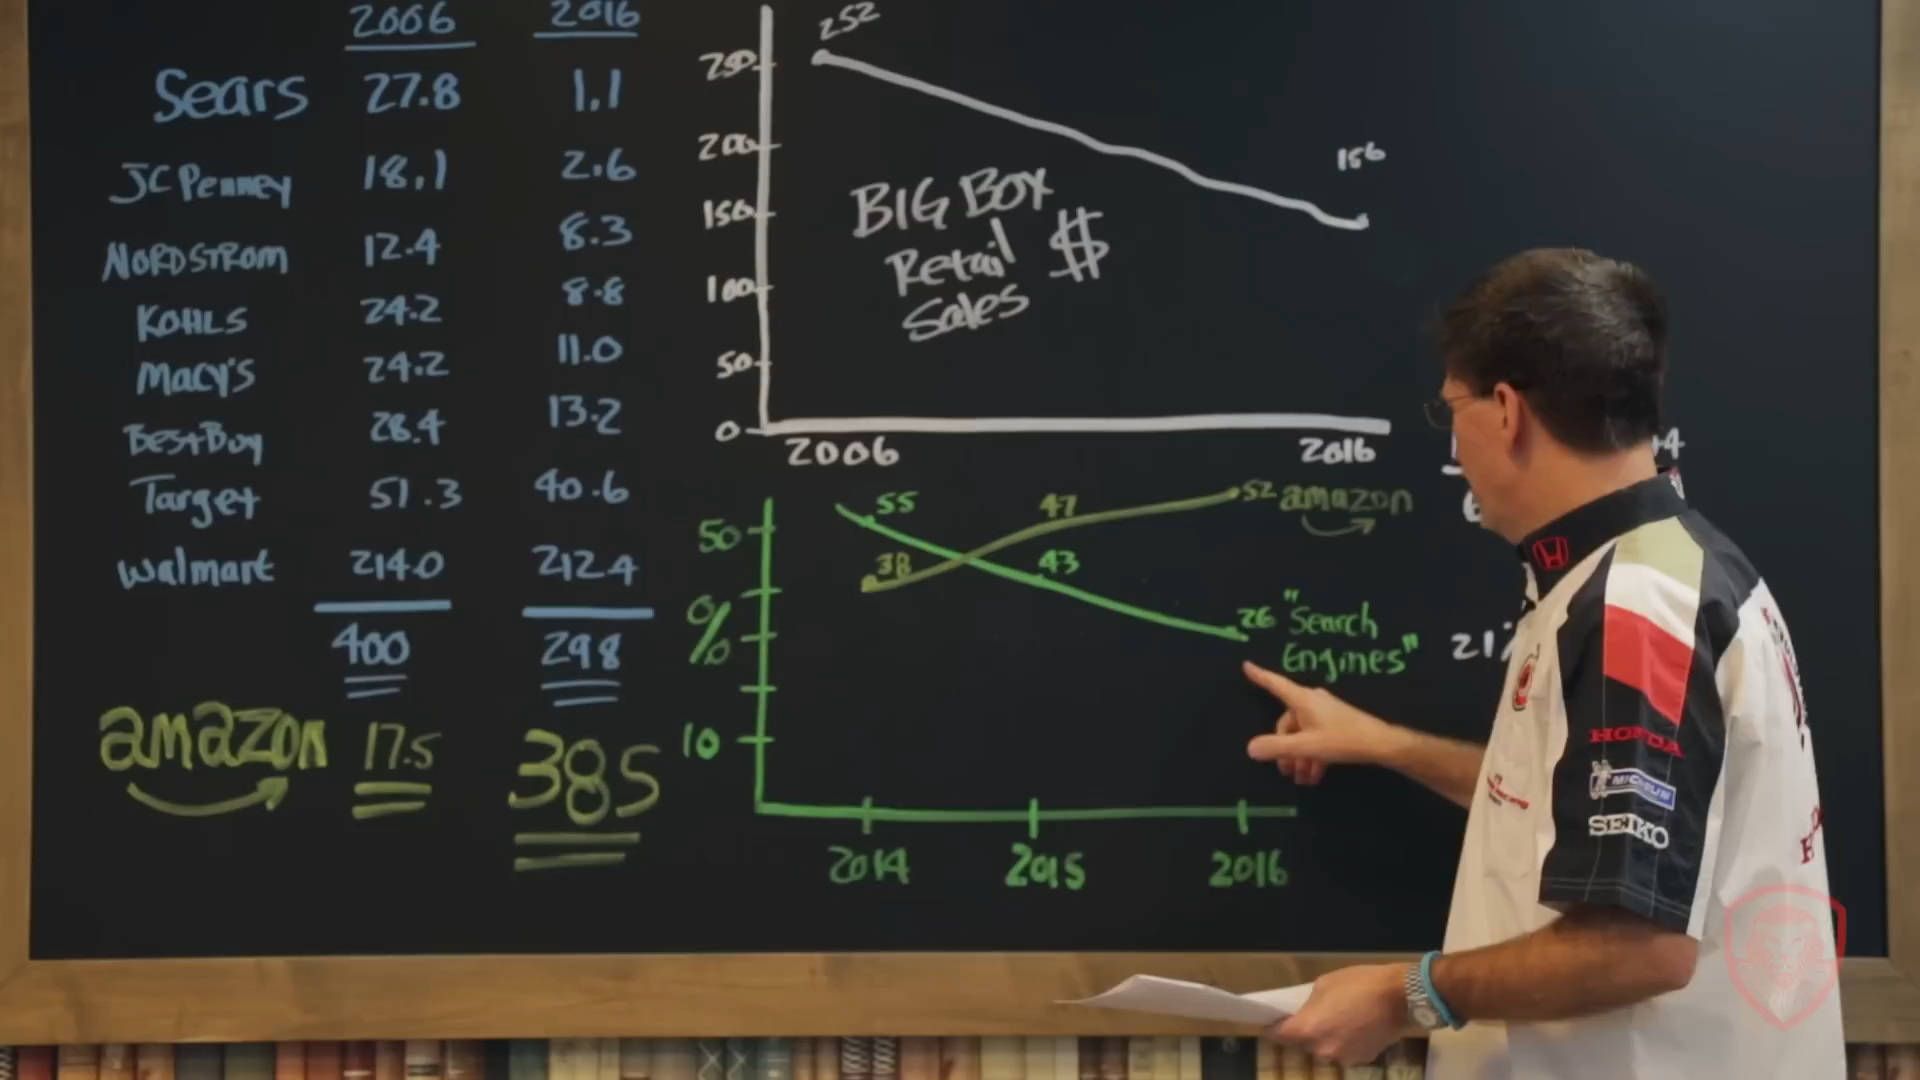 2006 2016
Sears 27.8 1.1
JC Penney 18.1 2.6
NORDSTROM 12.4 8.3
KOHLS 24.2 8.8
Macy's 24.2 11.0
Best Buy 28.4 13.2
Target 51.3 40.6
Walmart 214.0 212.4
400 298
amazon 17.5 385
252
250
200
150
100
50
0
156
BIG BOX
Retail $
Sales
2006 2016
50
%
10
55 47 52 amazon
38 43 26 "Search
Engines"
2014 2015 2016
HONDA
MICHELIN
SEIKO